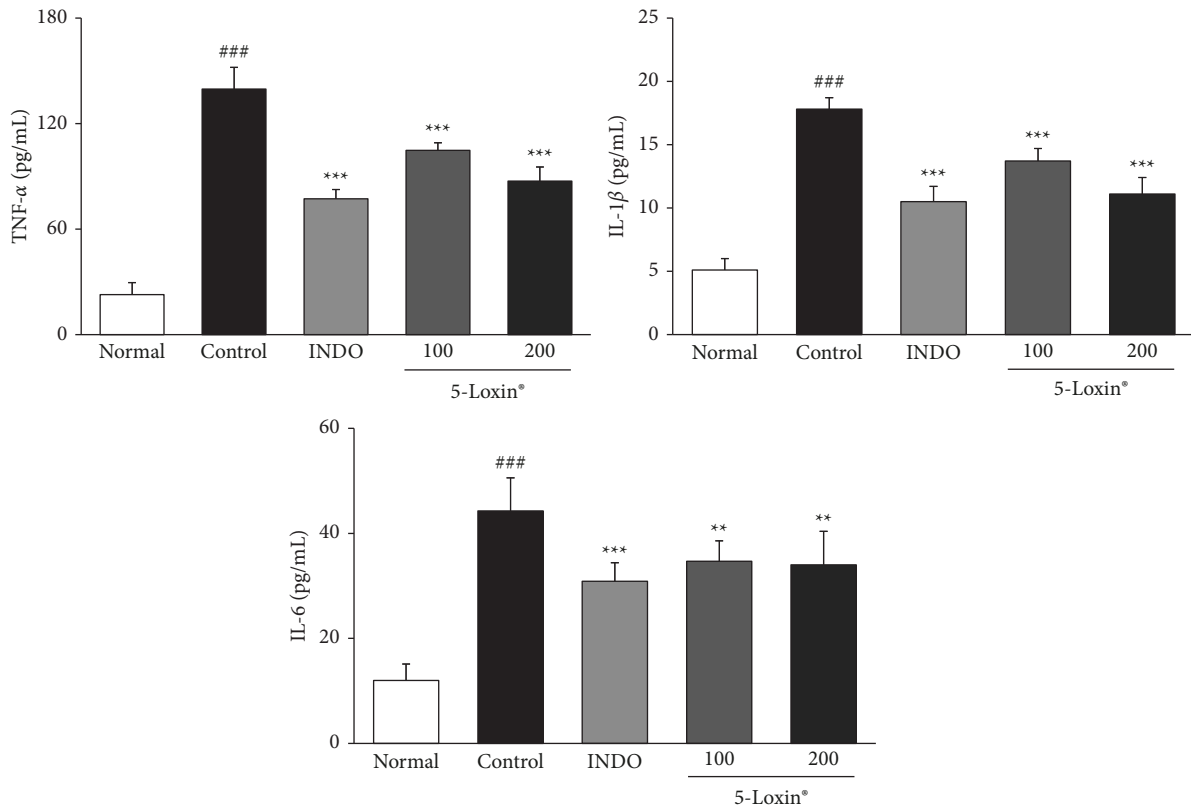 TNF-α (pg/mL)
180
120
60
0
###
***
***
***
Normal Control INDO 100 200
5-Loxin®
IL-1β (pg/mL)
25
20
15
10
5
0
###
***
***
***
Normal Control INDO 100 200
5-Loxin®
IL-6 (pg/mL)
60
40
20
0
###
***
**
**
Normal Control INDO 100 200
5-Loxin®